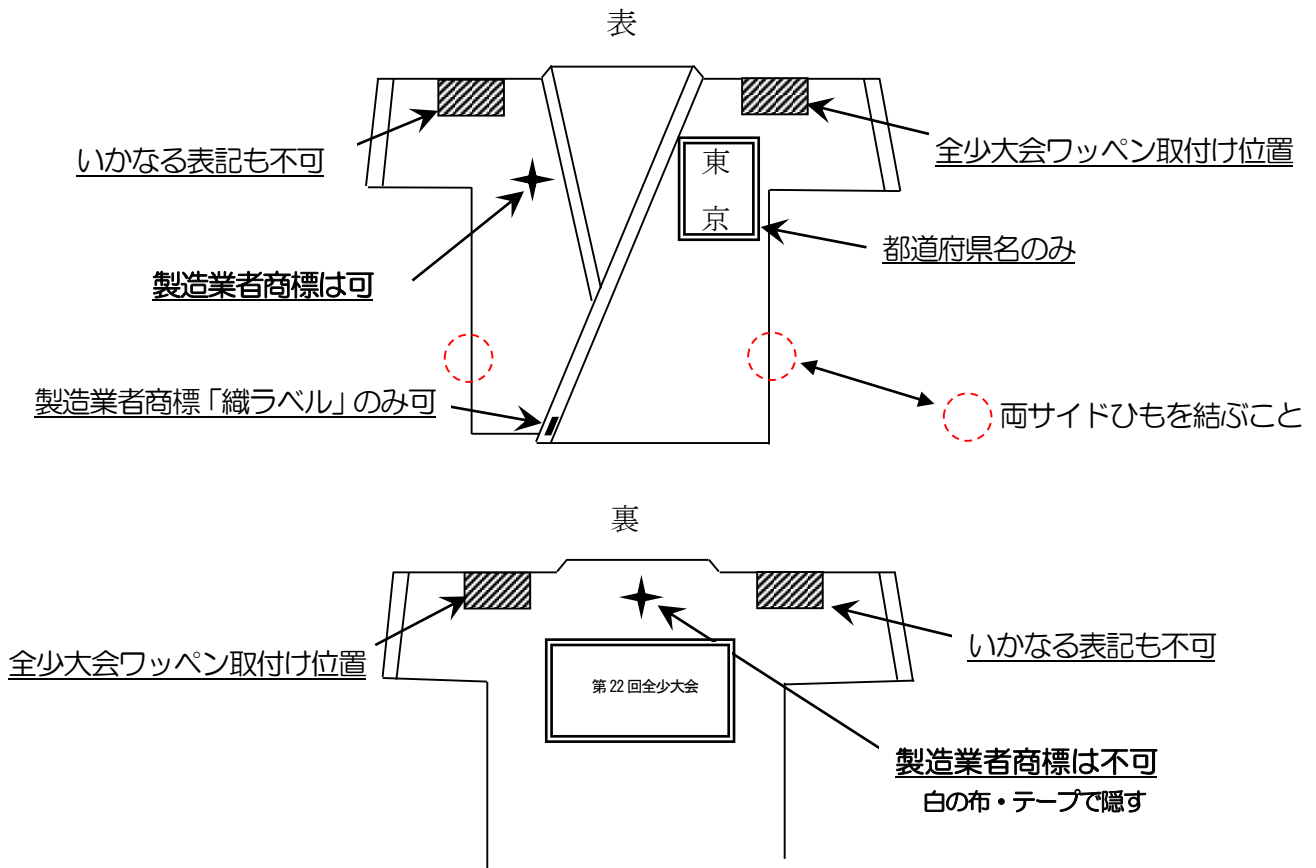 表
いかなる表記も不可
全少大会ワッペン取付け位置
東
京
都道府県名のみ
製造業者商標は可
製造業者商標「織ラベル」のみ可
両サイドひもを結ぶこと
裏
全少大会ワッペン取付け位置
いかなる表記も不可
第22回全少大会
製造業者商標は不可
白の布・テープで隠す